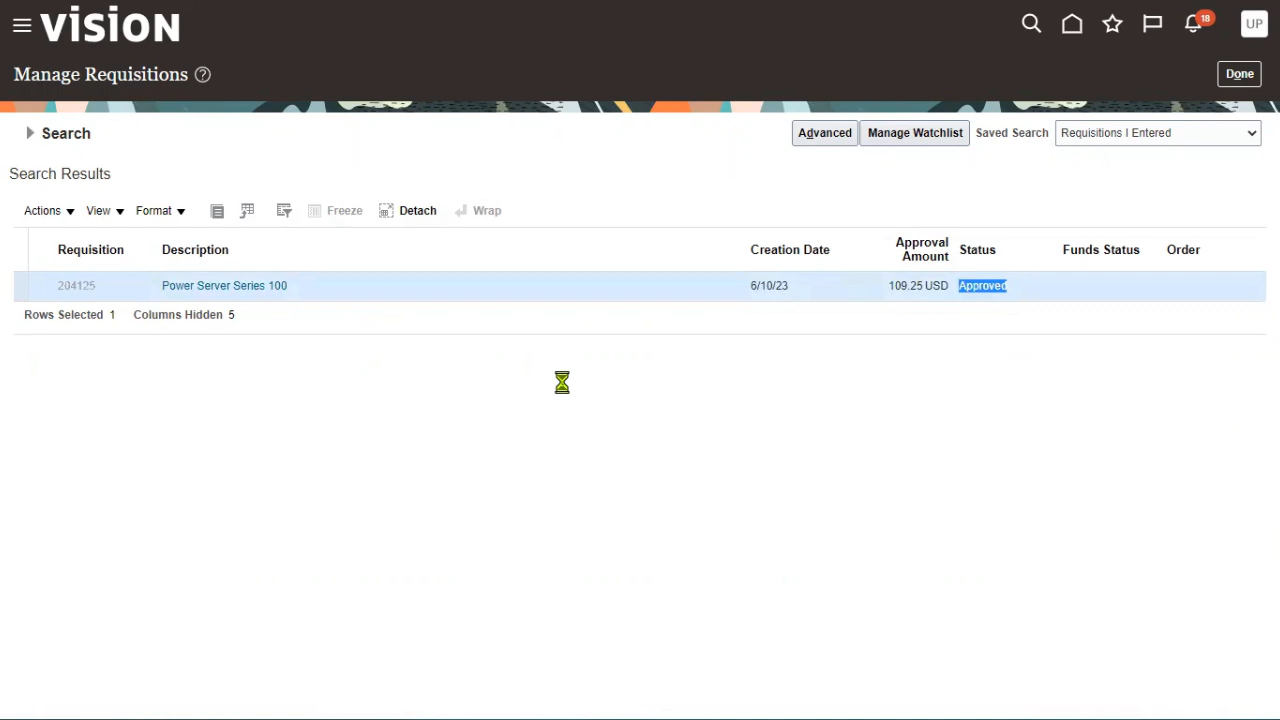 vision
18
UP
Manage Requisitions ?
Done
Search
Advanced Manage Watchlist Saved Search Requisitions I Entered
Search Results
Actions View Format Freeze Detach Wrap
Requisition Description Creation Date Approval Amount Status Funds Status Order
204125 Power Server Series 100 6/10/23 109.25 USD Approved
Rows Selected 1 Columns Hidden 5